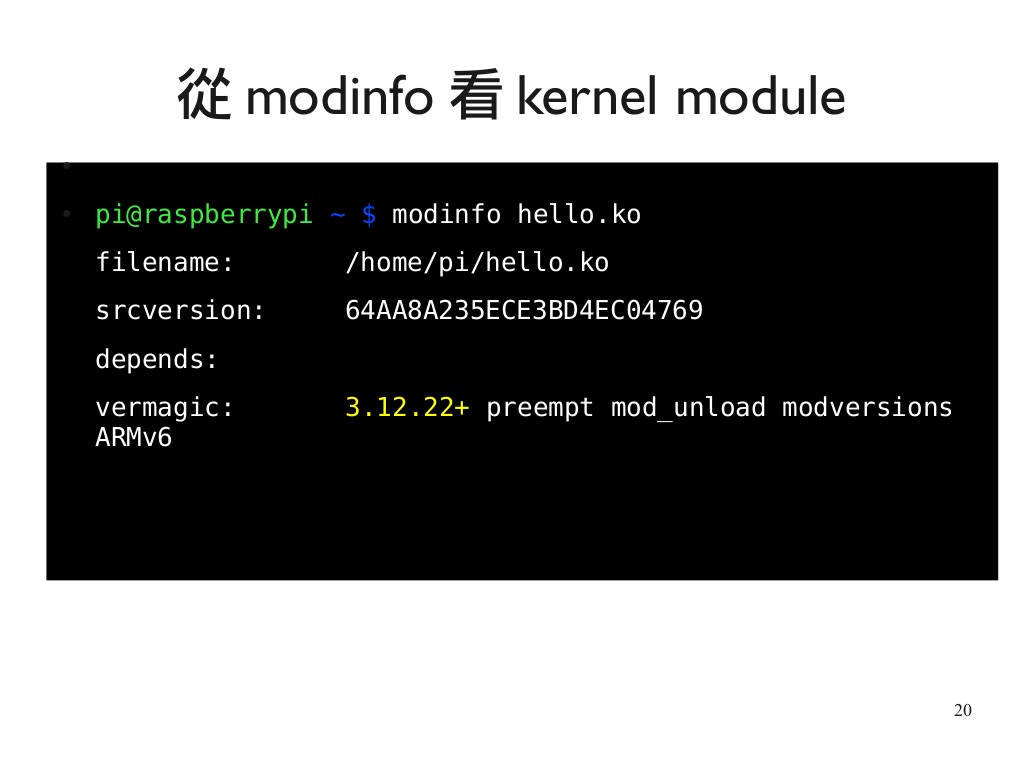 從 modinfo 看 kernel module
•
• pi@raspberrypi ~ $ modinfo hello.ko
filename: /home/pi/hello.ko
srcversion: 64AA8A235ECE3BD4EC04769
depends:
vermagic: 3.12.22+ preempt mod_unload modversions
ARMv6
20